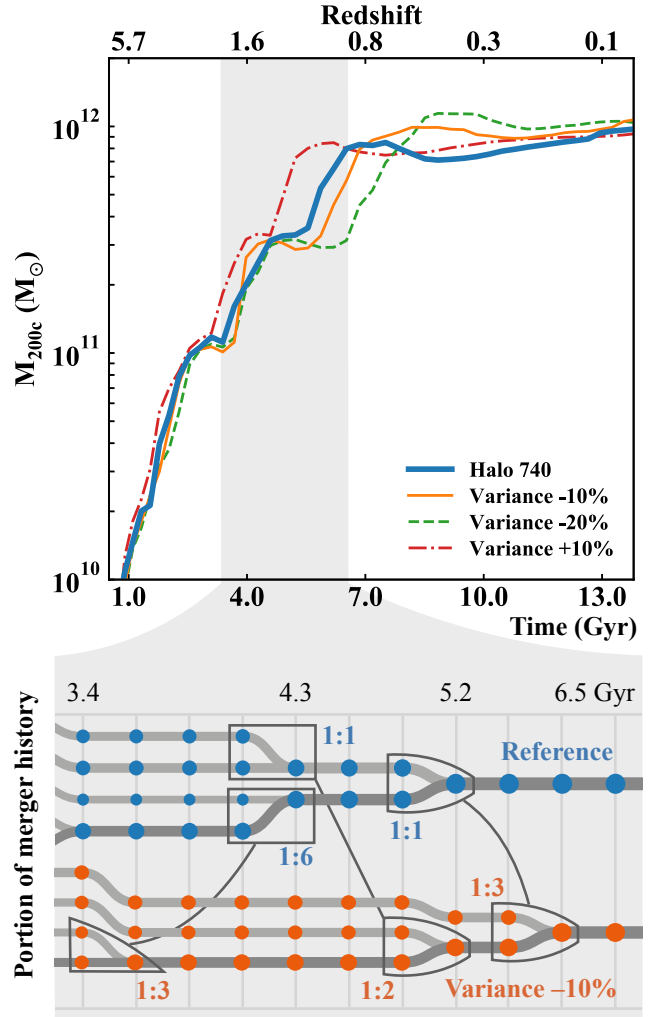 Redshift
5.7 1.6 0.8 0.3 0.1
10^12
10^11
10^10
M_200c (M_⊙)
Halo 740
Variance -10%
Variance -20%
Variance +10%
1.0 4.0 7.0 10.0 13.0
Time (Gyr)
Portion of merger history
3.4 4.3 5.2 6.5 Gyr
1:1
Reference
1:6
1:1
1:3
1:3
1:2
Variance –10%